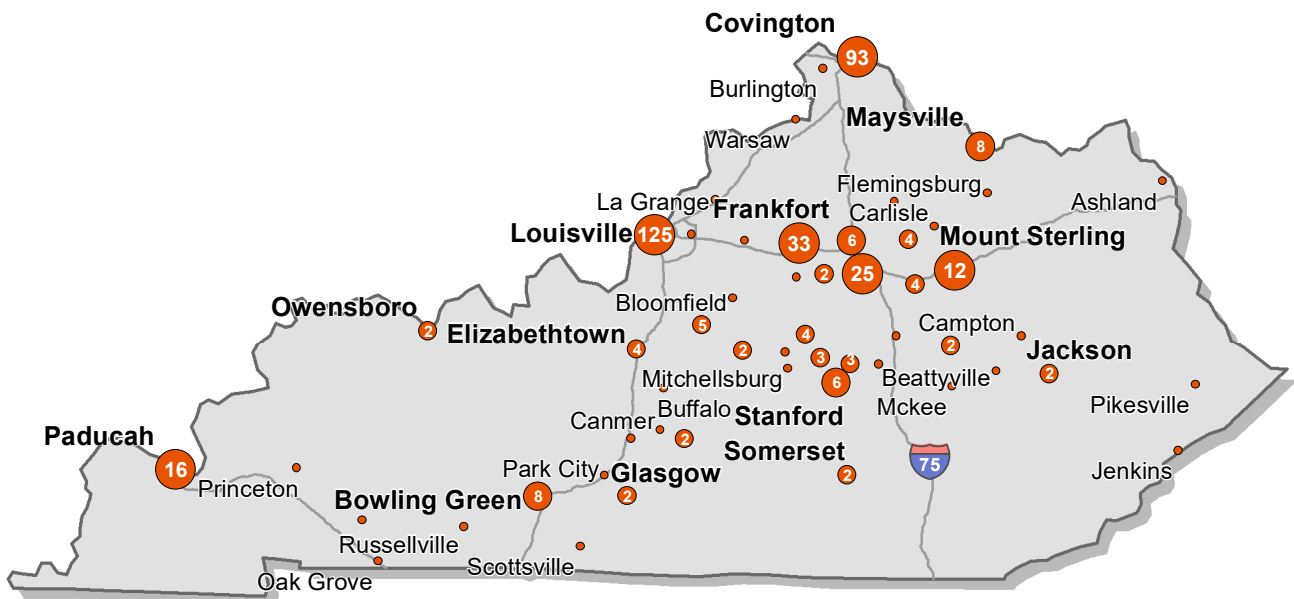 Covington
93
Burlington
Maysville
Warsaw
8
Flemingsburg
Ashland
La Grange
Frankfort
Carlisle
Louisville
125
33
6
4
Mount Sterling
2
25
4
12
Bloomfield
Owensboro
2
5
Elizabethtown
4
4
Campton
2
3
3
2
Jackson
2
Mitchellsburg
6
Beattyville
Buffalo
Stanford
Mckee
Pikesville
Canmer
2
Paducah
16
Somerset
75
Park City
Glasgow
2
Jenkins
Princeton
Bowling Green
8
2
Russellville
Scottsville
Oak Grove